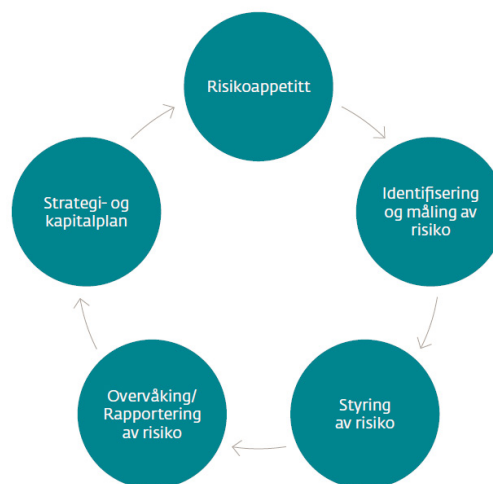 Risikoappetitt
Identifisering
og måling av
risiko
Styring
av risiko
Overvåking/
Rapportering
av risiko
Strategi- og
kapitalplan